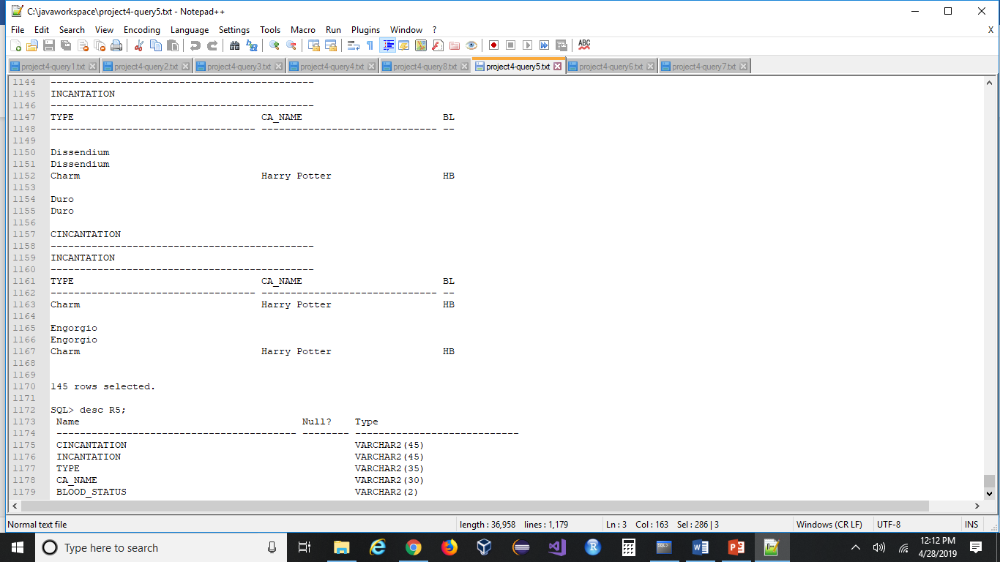 C:\javaworkspace\project4-query5.txt - Notepad++
File Edit Search View Encoding Language Settings Tools Macro Run Plugins Window ? X
ABC
project4-query1.txt project4-query2.txt project4-query3.txt project4-query4.txt project4-query8.txt project4-query5.txt project4-query6.txt project4-query7.txt
1144 ---------------------------------------------
1145 INCANTATION
1146 ---------------------------------------------
1147 TYPE CA_NAME BL
1148 ----------------------------------- ------------------------------ --
1149
1150 Dissendium
1151 Dissendium
1152 Charm Harry Potter HB
1153
1154 Duro
1155 Duro
1156
1157 CINCANTATION
1158 ---------------------------------------------
1159 INCANTATION
1160 ---------------------------------------------
1161 TYPE CA_NAME BL
1162 ----------------------------------- ------------------------------ --
1163 Charm Harry Potter HB
1164
1165 Engorgio
1166 Engorgio
1167 Charm Harry Potter HB
1168
1169
1170 145 rows selected.
1171
1172 SQL> desc R5;
1173 Name Null? Type
1174 ----------------------------------------- -------- ----------------------------
1175 CINCANTATION VARCHAR2(45)
1176 INCANTATION VARCHAR2(45)
1177 TYPE VARCHAR2(35)
1178 CA_NAME VARCHAR2(30)
1179 BLOOD_STATUS VARCHAR2(2)
Normal text file length : 36,958 lines : 1,179 Ln : 3 Col : 163 Sel : 286 | 3 Windows (CR LF) UTF-8 INS
Type here to search
12:12 PM
4/28/2019